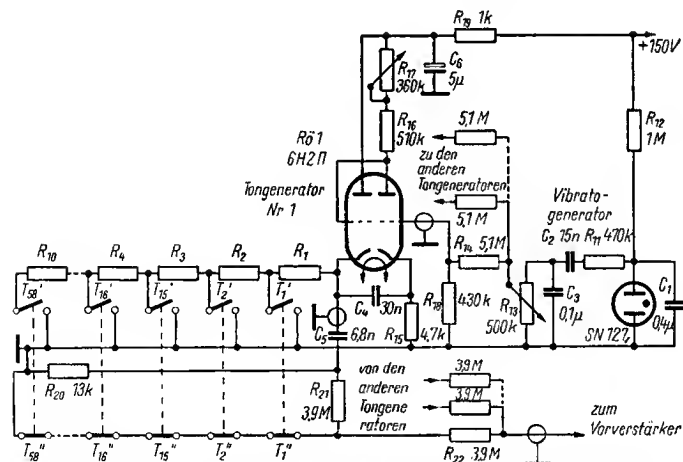 R₁₉ 1k
+150V
R₁₇
360k
C₆
5µ
R₁₂
1M
R₁₆
510k
5,1 M
Rö 1
6Н2П
zu den
anderen
Tongeneratoren
Tongenerator
Nr 1
5,1 M
Vibrato-
generator
C₂ 15n R₁₁ 470k
R₁₄ 5,1M
R₁₀
R₄
R₃
R₂
R₁
T₅₈'
T₁₆'
T₁₅'
T₂'
T₁'
C₄
30n
C₅
6,8n
R₁₅
4,7k
R₁₈
430k
R₁₃
500k
C₃
0,1µ
SN 127
C₁
0,4µ
R₂₀ 13k
R₂₁
3,9M
von den
anderen
Tongene
ratoren
3,9M
3,9M
R₂₂ 3,9M
zum
Vorverstärker
T₅₈"
T₁₆"
T₁₅"
T₂"
T₁"